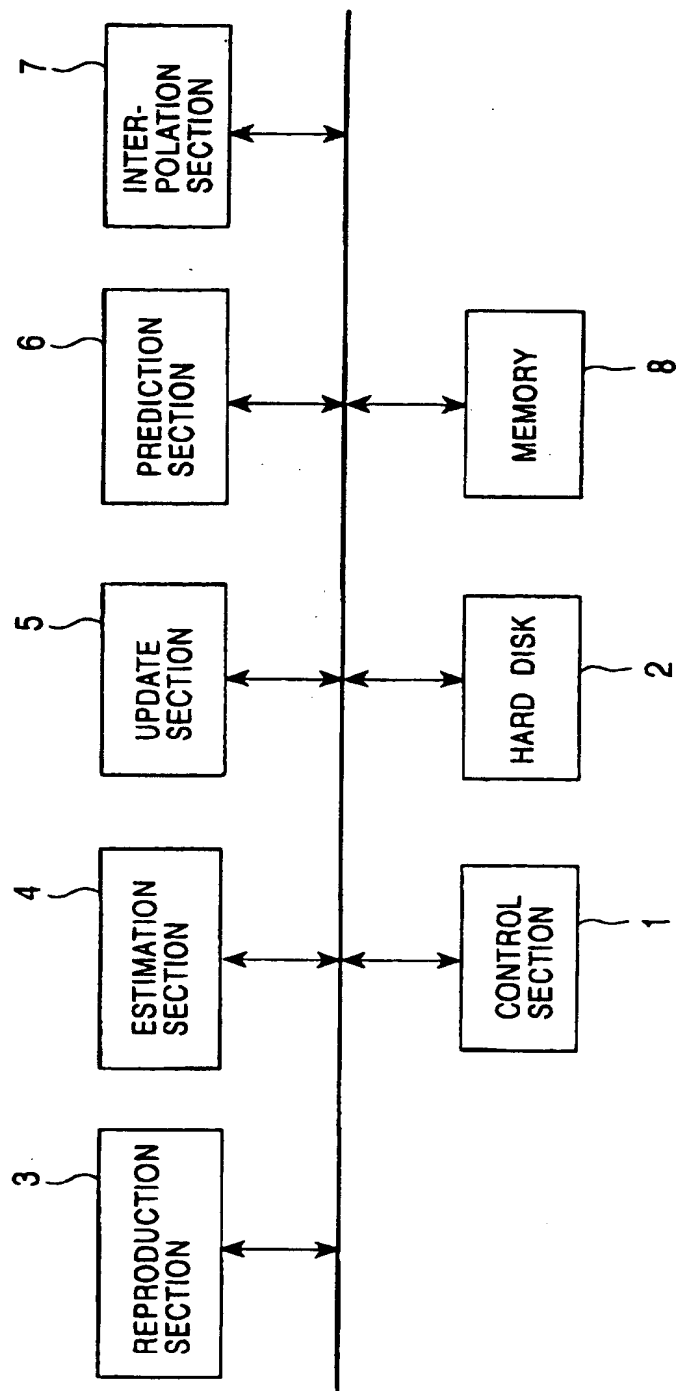 3
REPRODUCTION
SECTION
4
ESTIMATION
SECTION
5
UPDATE
SECTION
6
PREDICTION
SECTION
7
INTER-
POLATION
SECTION
CONTROL
SECTION
1
HARD DISK
2
MEMORY
8